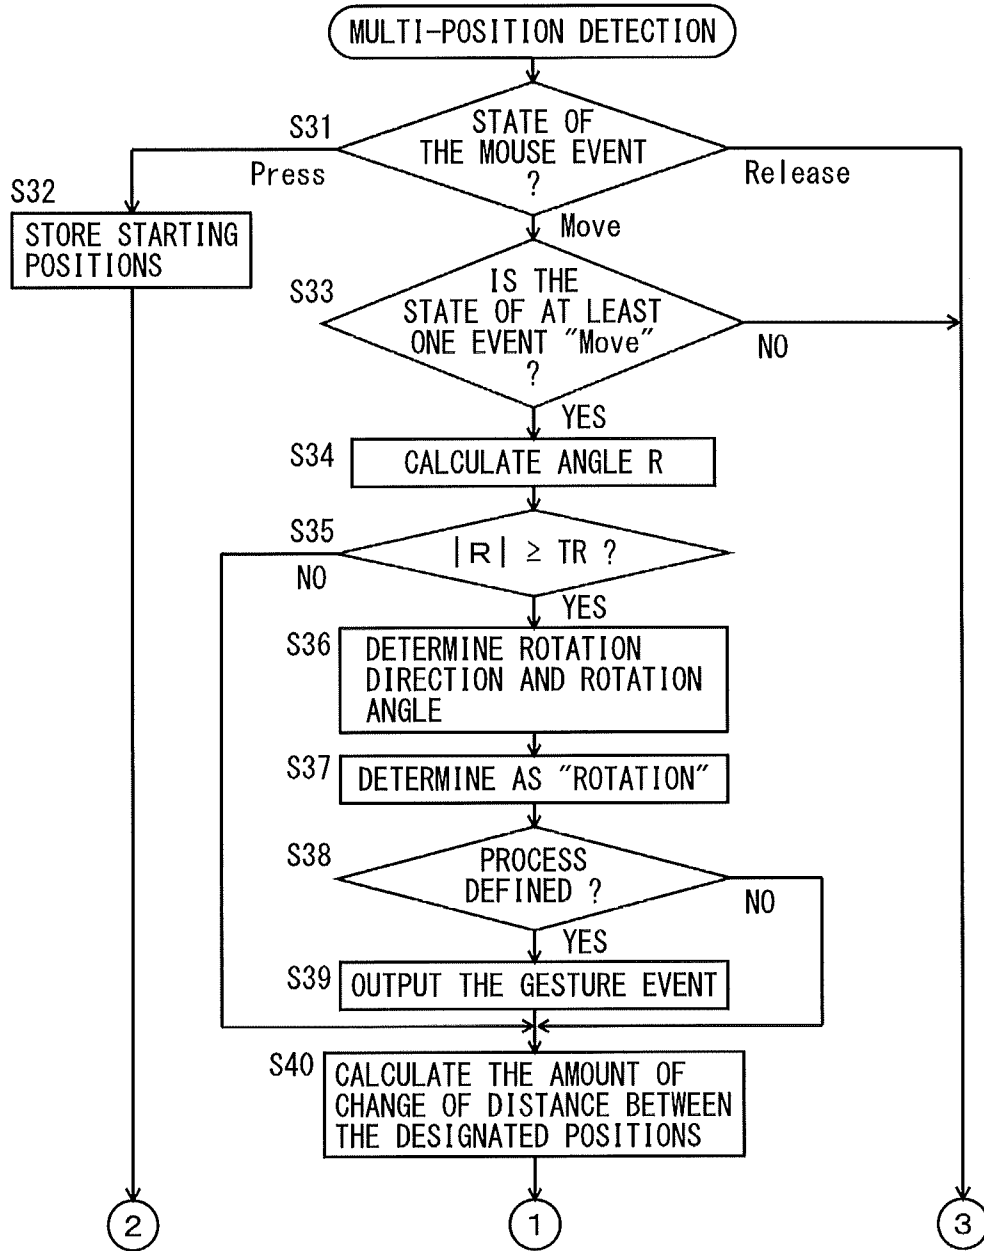 MULTI-POSITION DETECTION
S31
STATE OF
THE MOUSE EVENT
?
Press
Release
Move
S32
STORE STARTING
POSITIONS
S33
IS THE
STATE OF AT LEAST
ONE EVENT "Move"
?
NO
YES
S34
CALCULATE ANGLE R
S35
|R| ≥ TR ?
NO
YES
S36
DETERMINE ROTATION
DIRECTION AND ROTATION
ANGLE
S37
DETERMINE AS "ROTATION"
S38
PROCESS
DEFINED ?
NO
YES
S39
OUTPUT THE GESTURE EVENT
S40
CALCULATE THE AMOUNT OF
CHANGE OF DISTANCE BETWEEN
THE DESIGNATED POSITIONS
2
1
3